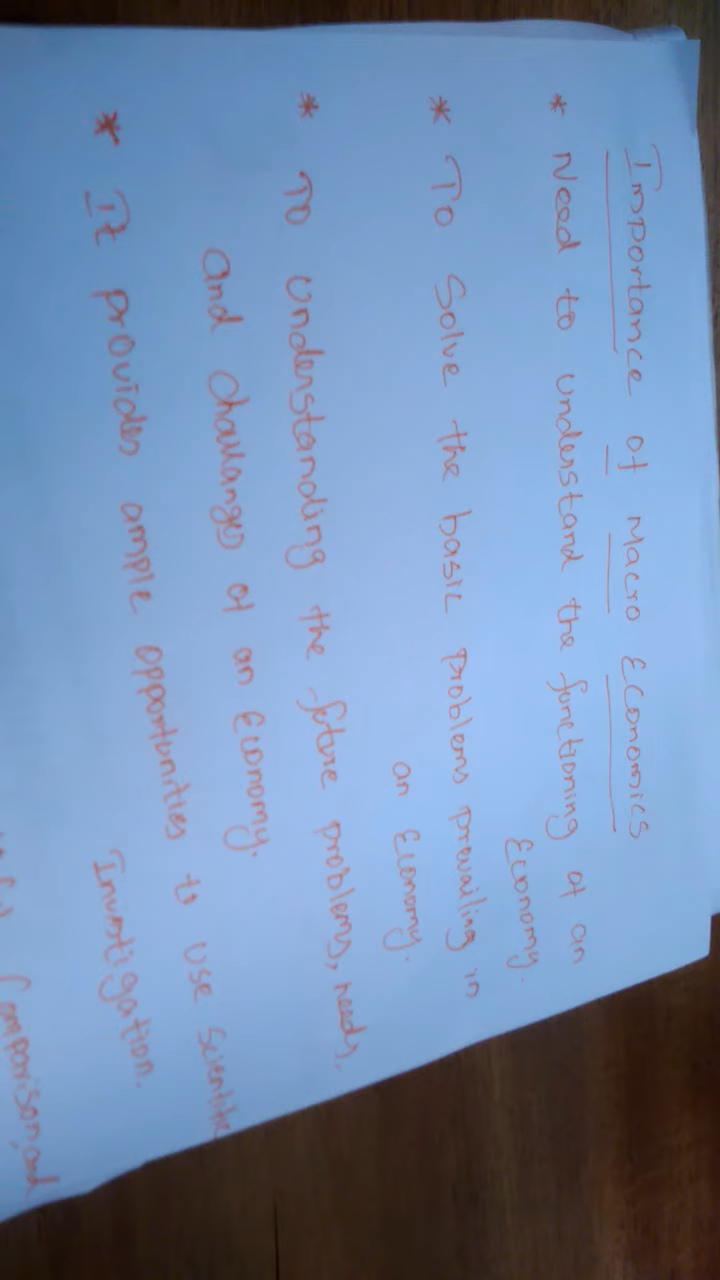 Importance of Macro Economics
* Need to understand the functioning of an
Economy.
* To Solve the basic problems prevailing in
an Economy.
* To understanding the future problems, needs,
and challanges of an Economy.
* It provides ample opportunities to use Scientific
Investigation.
Comparison, and